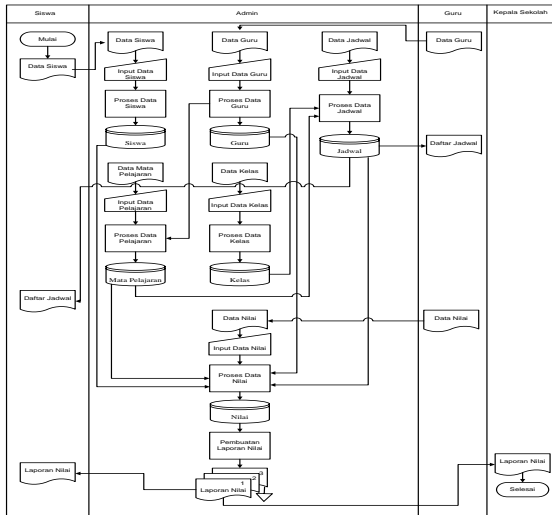 Siswa
Admin
Guru
Kepala Sekolah
Mulai
Data Siswa
Data Siswa
Input Data
Siswa
Proses Data
Siswa
Siswa
Data Guru
Input Data Guru
Proses Data
Guru
Guru
Data Jadwal
Input Data
Jadwal
Proses Data
Jadwal
Jadwal
Data Guru
Daftar Jadwal
Data Mata
Pelajaran
Input Data
Pelajaran
Proses Data
Pelajaran
Mata Pelajaran
Data Kelas
Input Data Kelas
Proses Data
Kelas
Kelas
Daftar Jadwal
Data Nilai
Data Nilai
Input Data Nilai
Proses Data
Nilai
Nilai
Pembuatan
Laporan Nilai
3
2
1
Laporan Nilai
Laporan Nilai
Laporan Nilai
Selesai